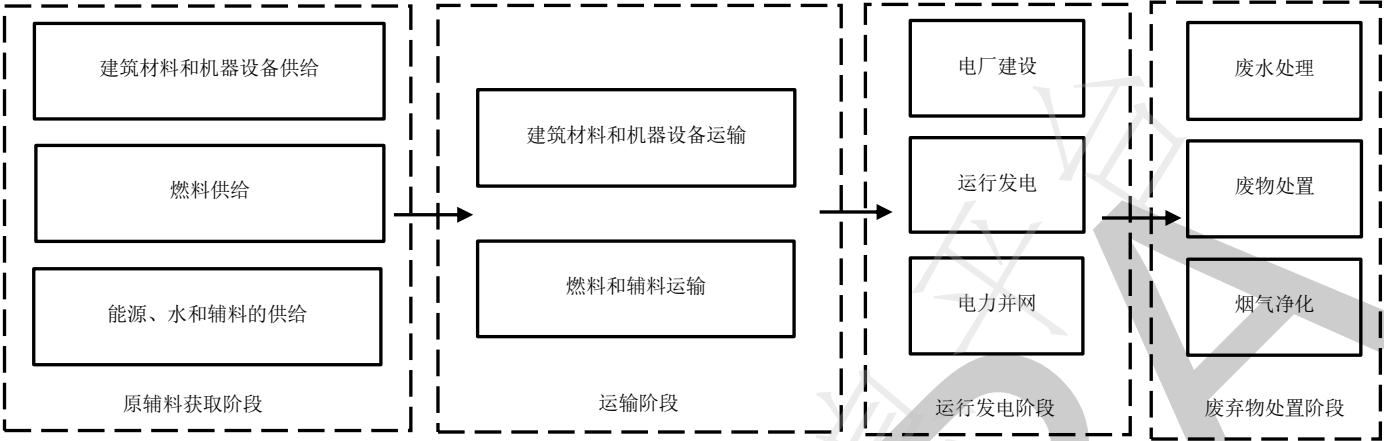 建筑材料和机器设备供给
燃料供给
能源、水和辅料的供给
原辅料获取阶段
建筑材料和机器设备运输
燃料和辅料运输
运输阶段
电厂建设
运行发电
电力并网
运行发电阶段
废水处理
废物处置
烟气净化
废弃物处置阶段